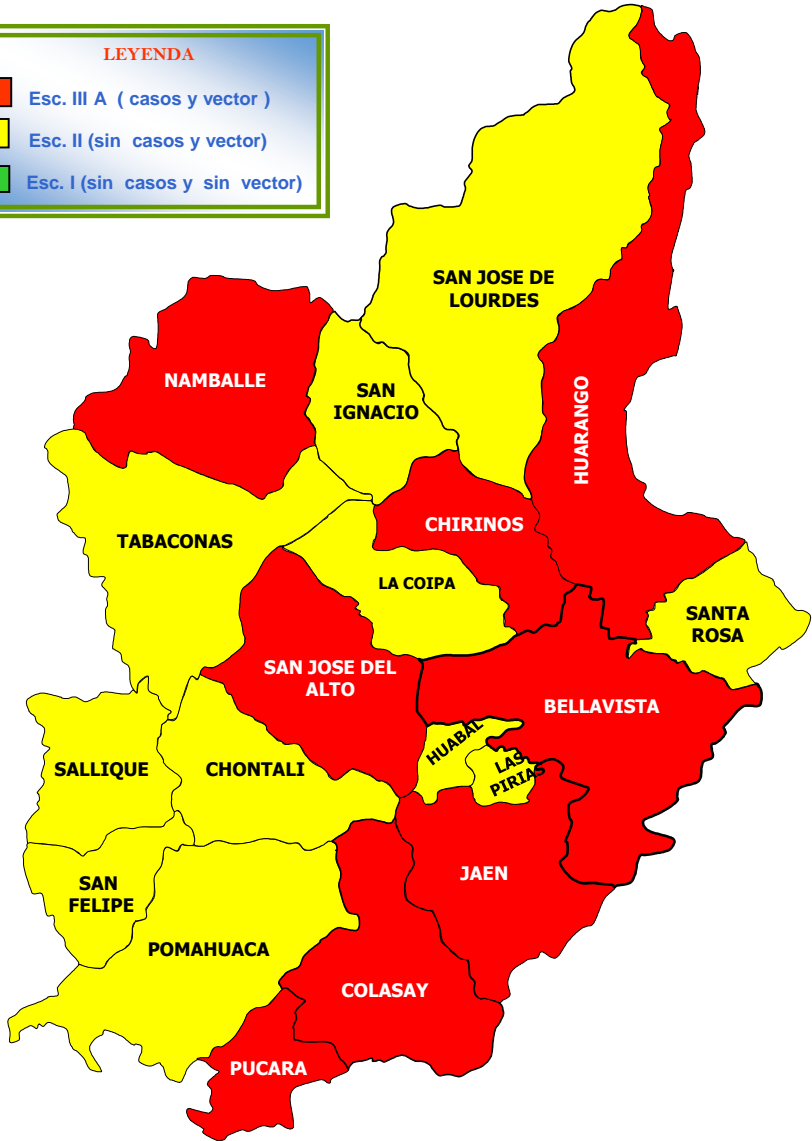 LEYENDA
Esc. III A ( casos y vector )
Esc. II (sin casos y vector)
Esc. I (sin casos y sin vector)
SAN JOSE DE
LOURDES
NAMBALLE
SAN
IGNACIO
HUARANGO
CHIRINOS
TABACONAS
LA COIPA
SANTA
ROSA
SAN JOSE DEL
ALTO
BELLAVISTA
HUABAL
LAS
PIRIAS
SALLIQUE
CHONTALI
JAEN
SAN
FELIPE
POMAHUACA
COLASAY
PUCARA